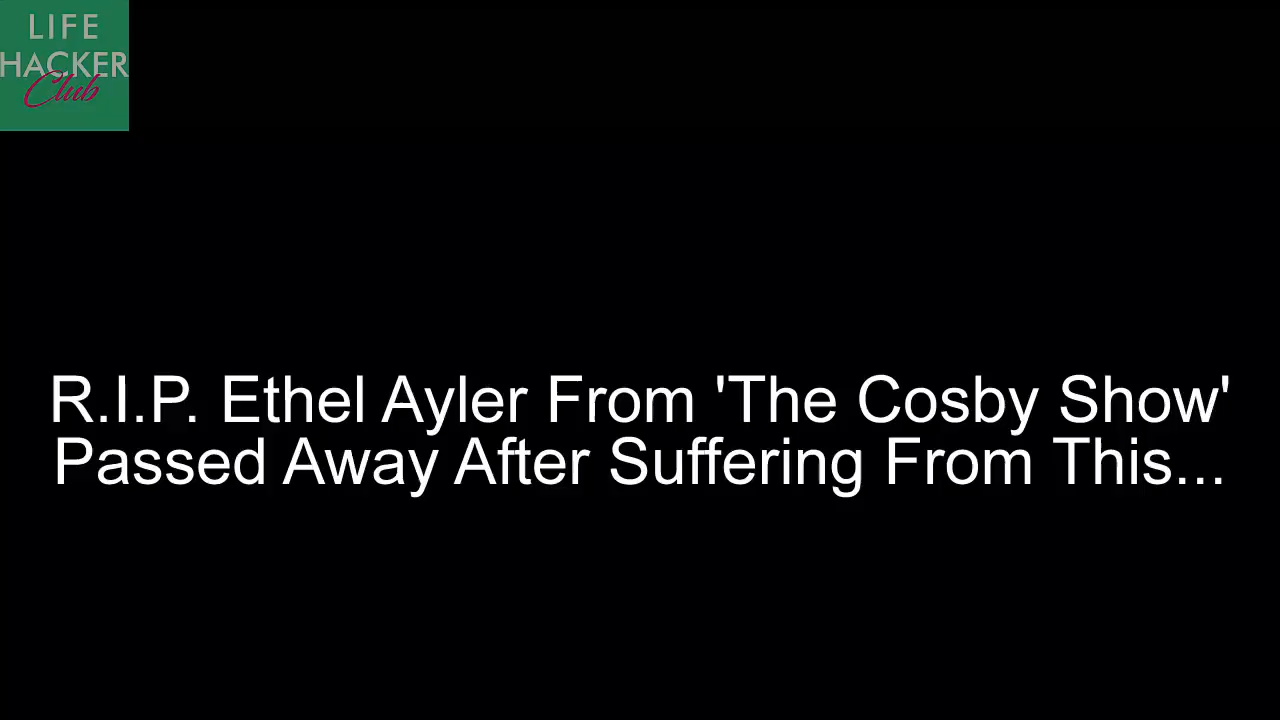 LIFE
HACKER
Club
R.I.P. Ethel Ayler From 'The Cosby Show'
Passed Away After Suffering From This...